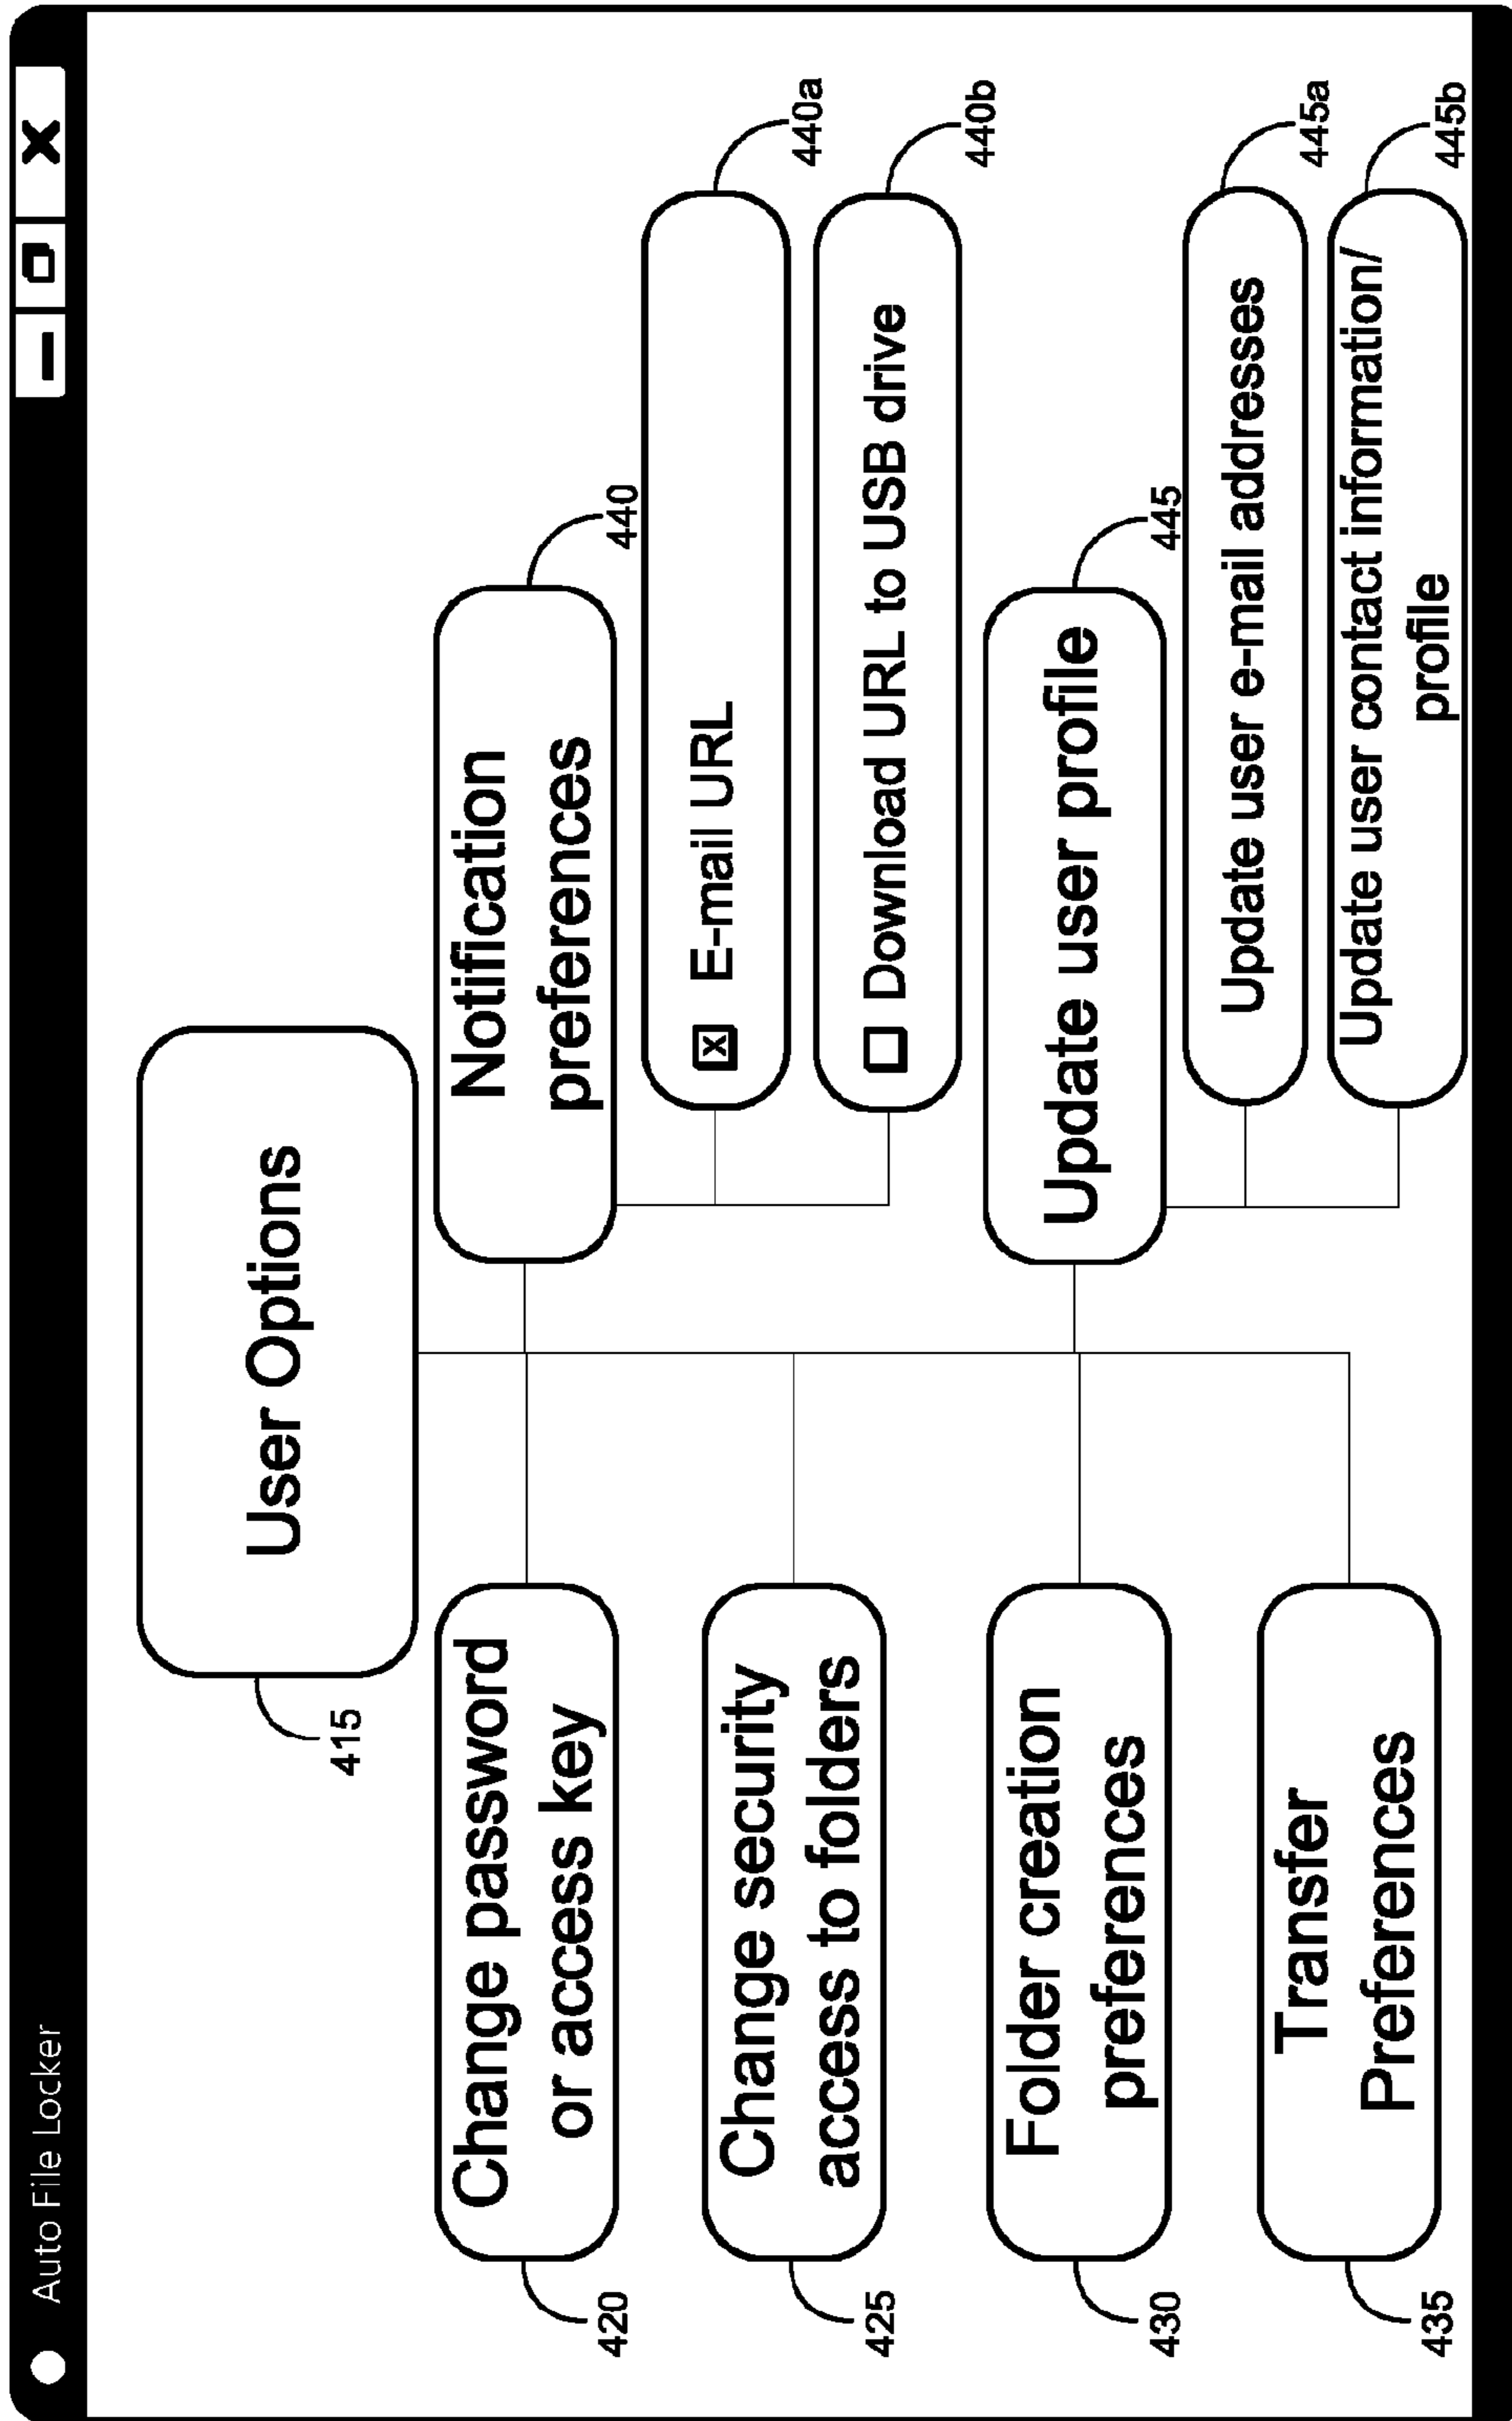 Auto File Locker
User Options
415
Change password
or access key
420
Change security
access to folders
425
Folder creation
preferences
430
Transfer
Preferences
435
Notification
preferences
440
x E-mail URL
440a
Download URL to USB drive
440b
Update user profile
445
Update user e-mail addresses
445a
Update user contact information/
profile
445b